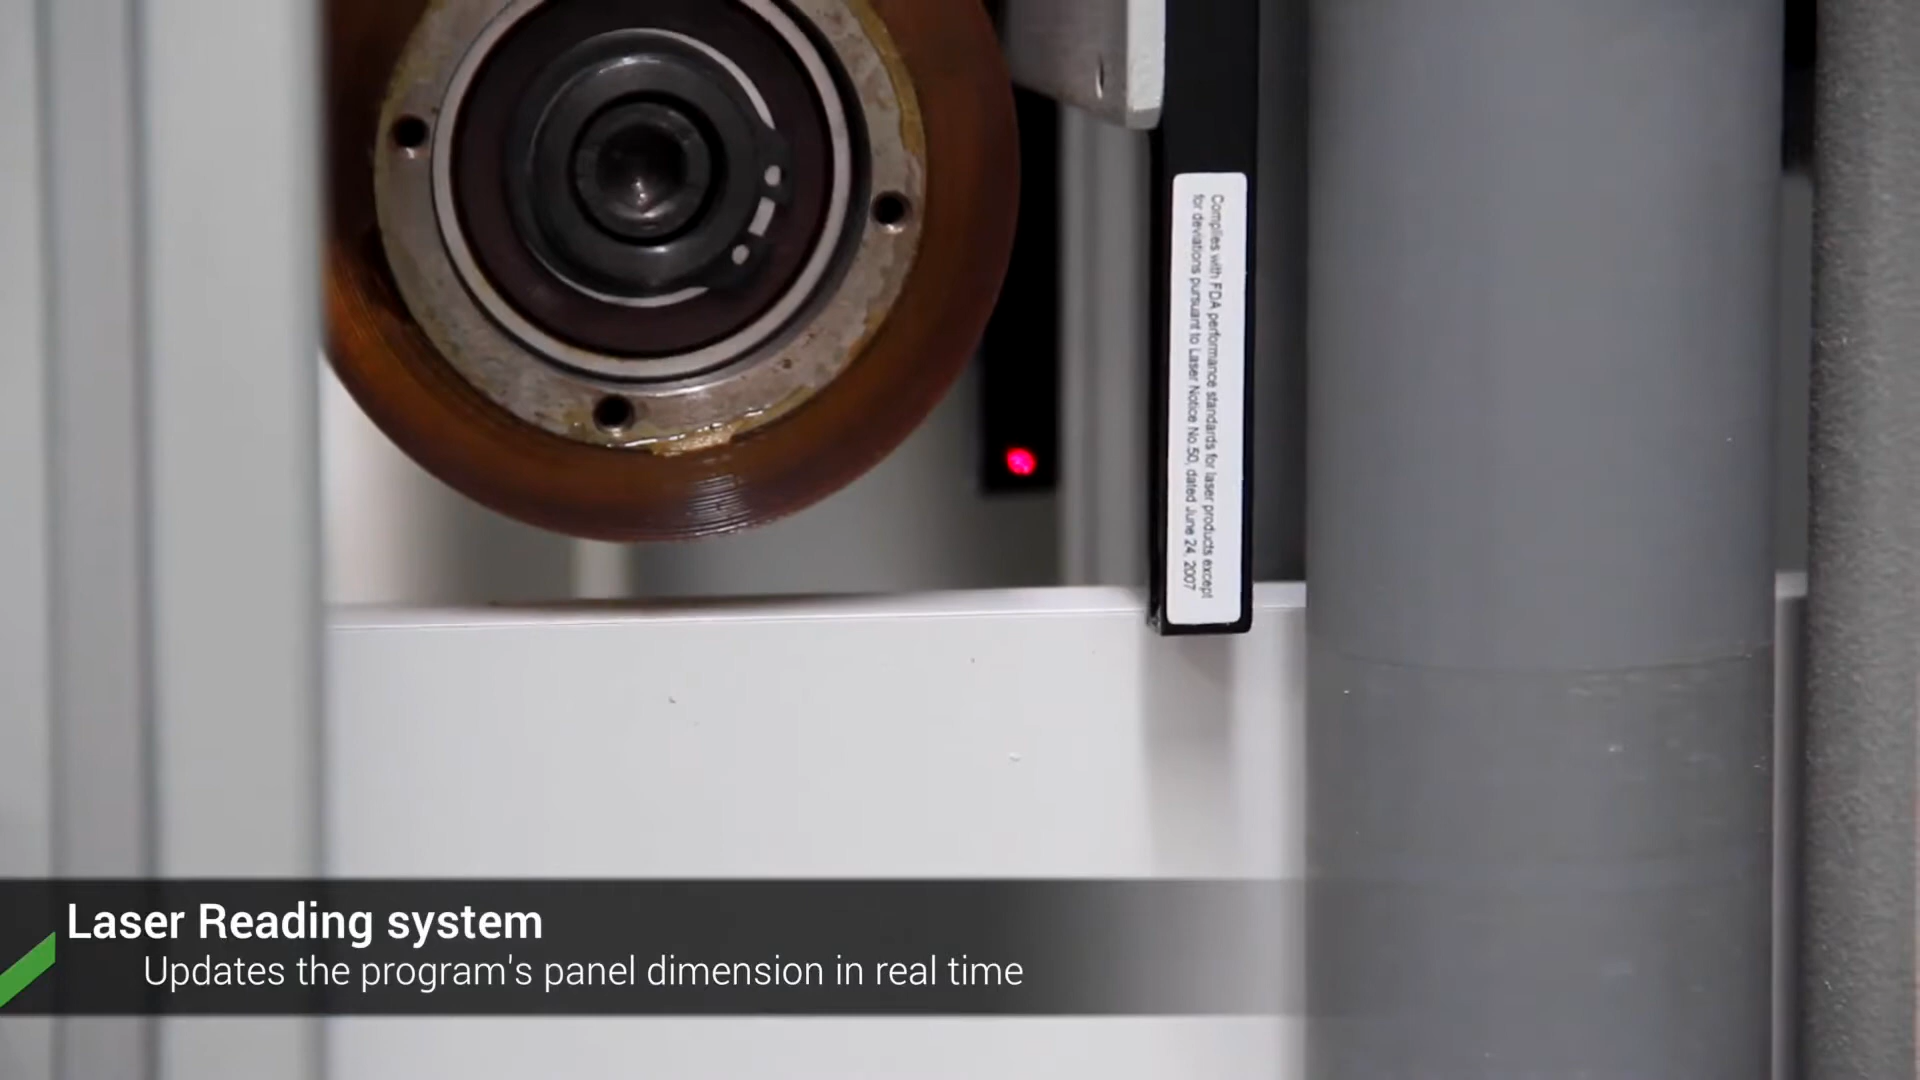 Complies with FDA performance standards for laser products except
for deviations pursuant to Laser Notice No.50, dated June 24, 2007
Laser Reading system
Updates the program's panel dimension in real time